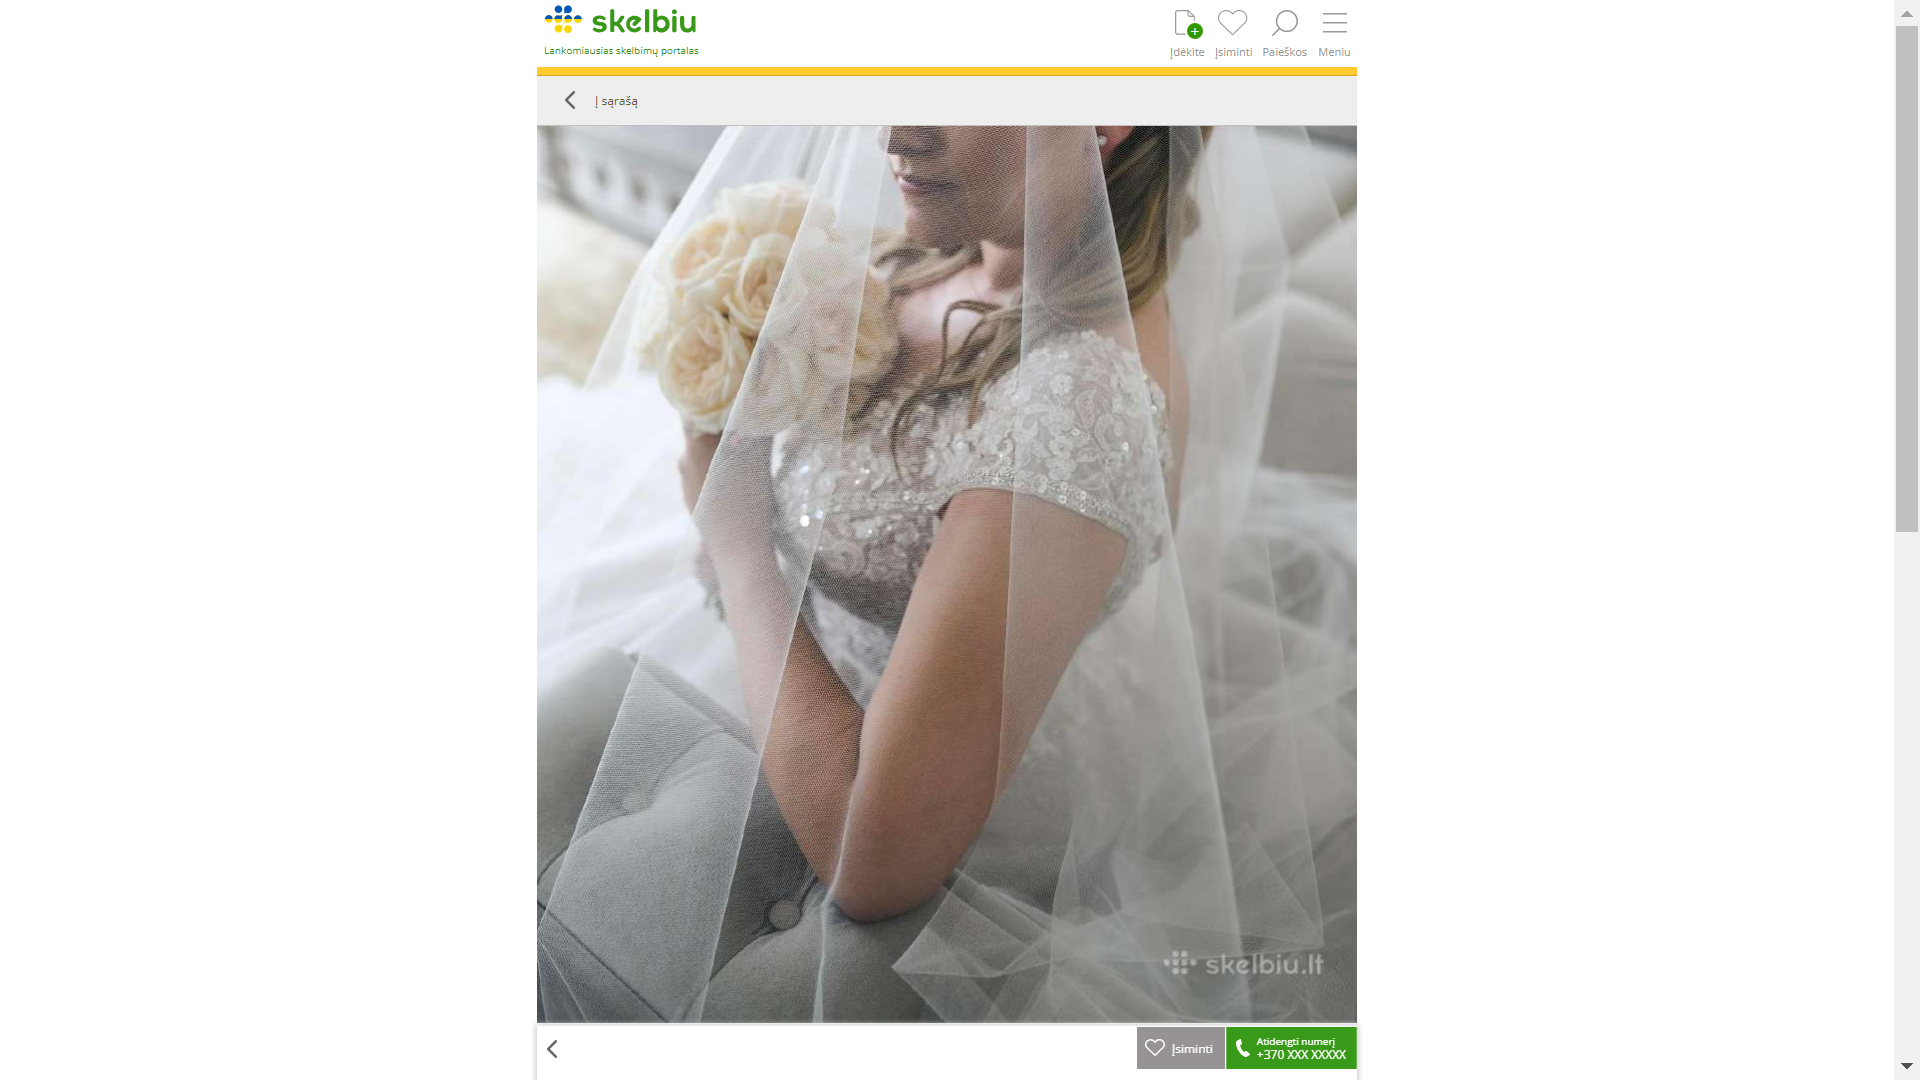 skelbiu
Lankomiausias skelbimų portalas
Įdėkite
Įsiminti
Paieškos
Meniu
Į sąrašą
skelbiu.lt
Įsiminti
Atidengti numerį
+370 XXX XXXXX